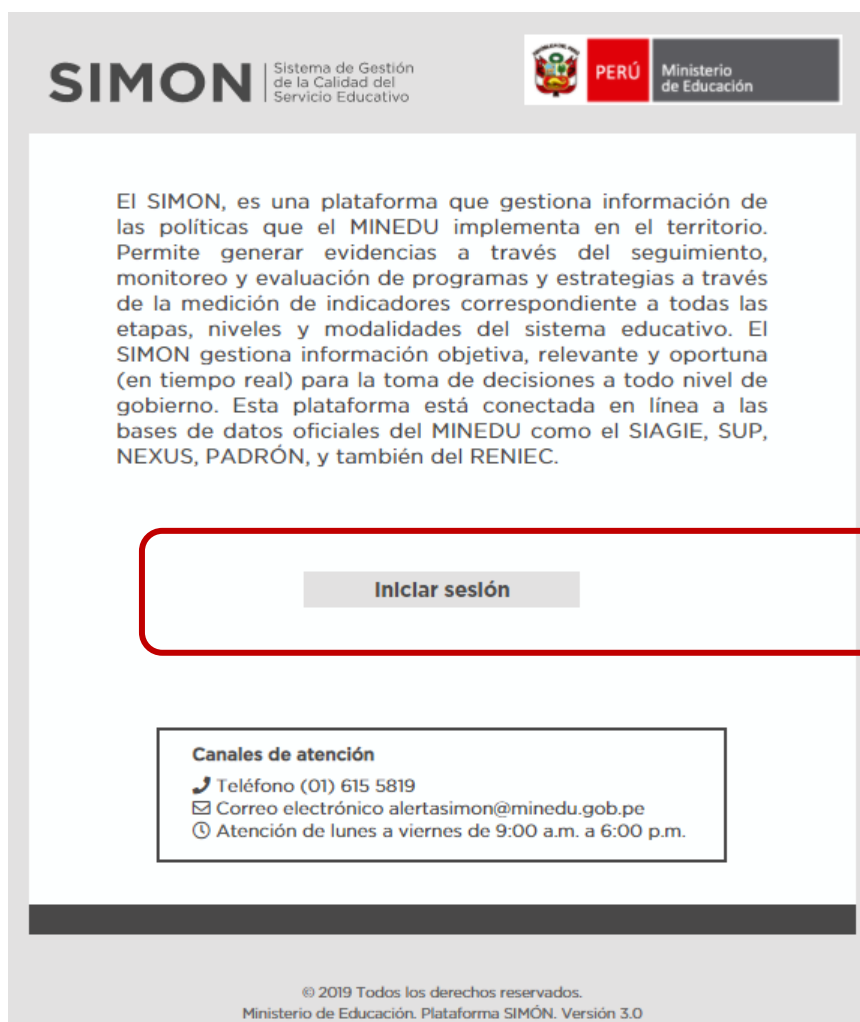 SIMON
Sistema de Gestión
de la Calidad del
Servicio Educativo
PERÚ
Ministerio
de Educación
El SIMON, es una plataforma que gestiona información de
las políticas que el MINEDU implementa en el territorio.
Permite generar evidencias a través del seguimiento,
monitoreo y evaluación de programas y estrategias a través
de la medición de indicadores correspondiente a todas las
etapas, niveles y modalidades del sistema educativo. El
SIMON gestiona información objetiva, relevante y oportuna
(en tiempo real) para la toma de decisiones a todo nivel de
gobierno. Esta plataforma está conectada en línea a las
bases de datos oficiales del MINEDU como el SIAGIE, SUP,
NEXUS, PADRÓN, y también del RENIEC.
Iniciar sesión
Canales de atención
Teléfono (01) 615 5819
Correo electrónico alertasimon@minedu.gob.pe
Atención de lunes a viernes de 9:00 a.m. a 6:00 p.m.
© 2019 Todos los derechos reservados.
Ministerio de Educación. Plataforma SIMÓN. Versión 3.0